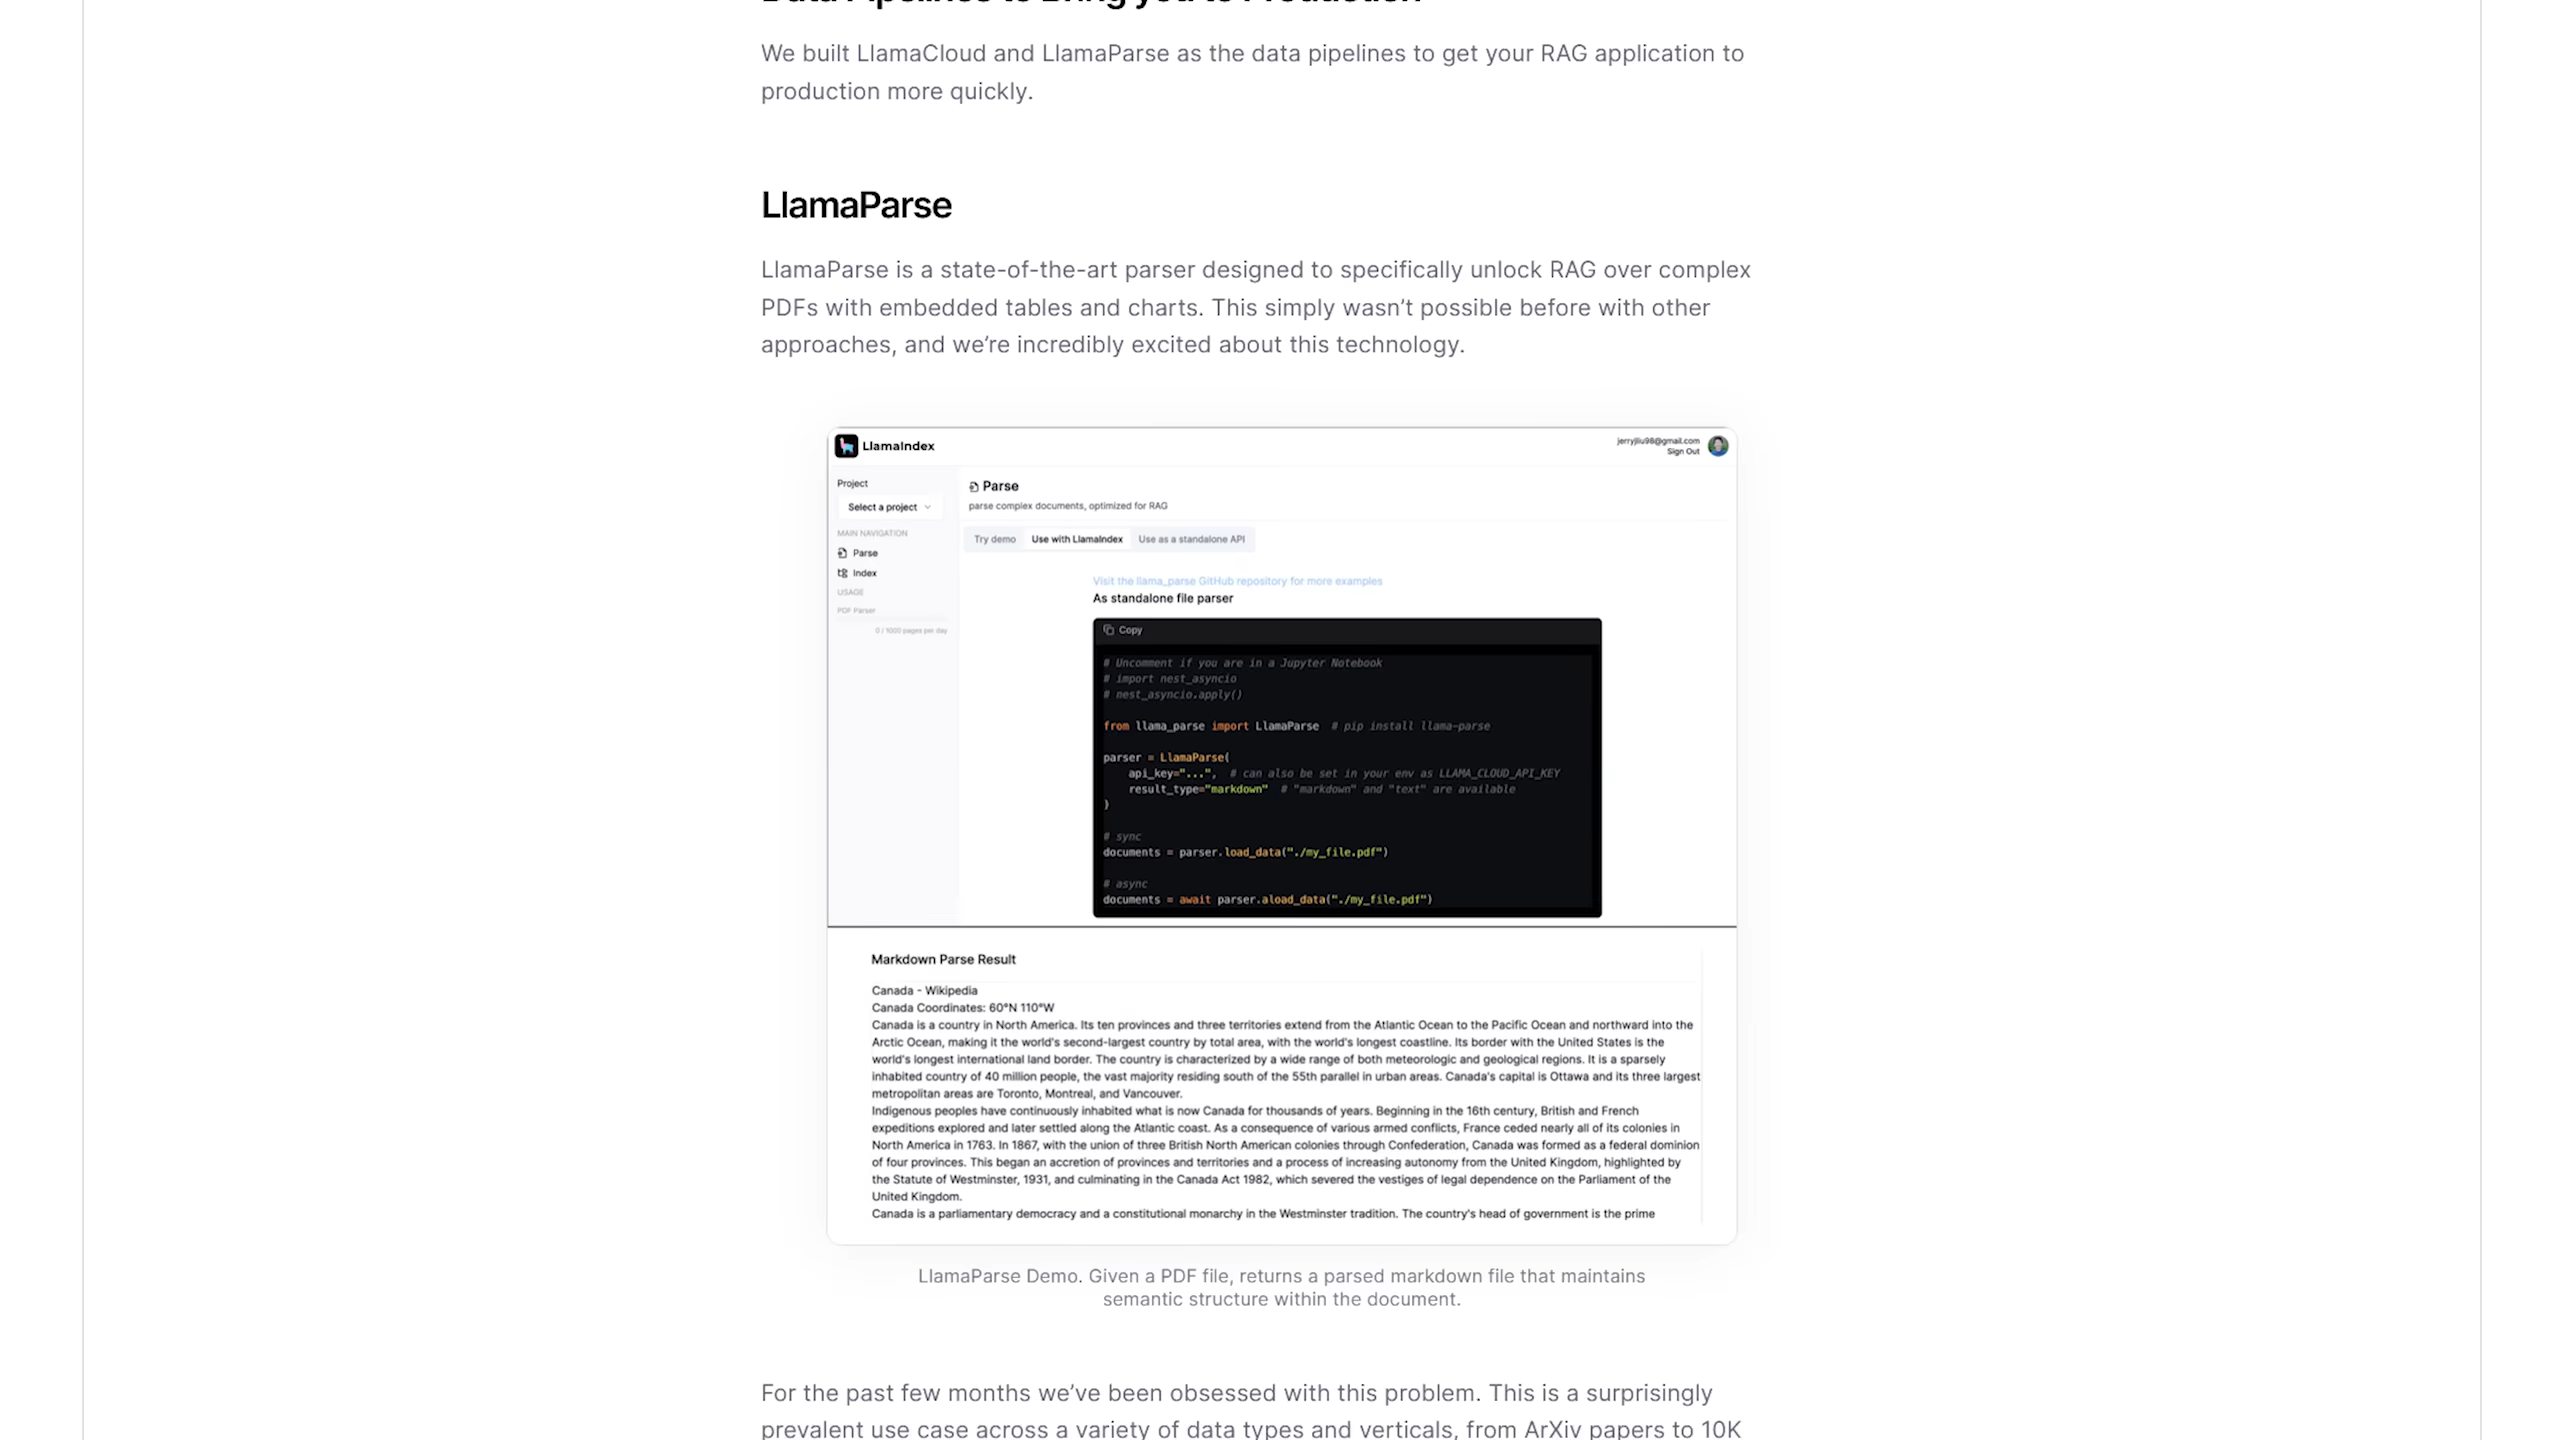 Data Pipelines to Bring you to Production
We built LlamaCloud and LlamaParse as the data pipelines to get your RAG application to
production more quickly.
LlamaParse
LlamaParse is a state-of-the-art parser designed to specifically unlock RAG over complex
PDFs with embedded tables and charts. This simply wasn’t possible before with other
approaches, and we’re incredibly excited about this technology.
LlamaIndex
jerryjliu98@gmail.com
Sign Out
Project
Select a project
MAIN NAVIGATION
Parse
Index
USAGE
PDF Parser
0 / 1000 pages per day
Parse
parse complex documents, optimized for RAG
Try demo Use with LlamaIndex Use as a standalone API
Visit the llama_parse GitHub repository for more examples
As standalone file parser
Copy
# Uncomment if you are in a Jupyter Notebook
# import nest_asyncio
# nest_asyncio.apply()
from llama_parse import LlamaParse # pip install llama-parse
parser = LlamaParse(
api_key="...", # can also be set in your env as LLAMA_CLOUD_API_KEY
result_type="markdown" # "markdown" and "text" are available
)
# sync
documents = parser.load_data("./my_file.pdf")
# async
documents = await parser.aload_data("./my_file.pdf")
Markdown Parse Result
Canada - Wikipedia
Canada Coordinates: 60°N 110°W
Canada is a country in North America. Its ten provinces and three territories extend from the Atlantic Ocean to the Pacific Ocean and northward into the
Arctic Ocean, making it the world's second-largest country by total area, with the world's longest coastline. Its border with the United States is the
world's longest international land border. The country is characterized by a wide range of both meteorologic and geological regions. It is a sparsely
inhabited country of 40 million people, the vast majority residing south of the 55th parallel in urban areas. Canada's capital is Ottawa and its three largest
metropolitan areas are Toronto, Montreal, and Vancouver.
Indigenous peoples have continuously inhabited what is now Canada for thousands of years. Beginning in the 16th century, British and French
expeditions explored and later settled along the Atlantic coast. As a consequence of various armed conflicts, France ceded nearly all of its colonies in
North America in 1763. In 1867, with the union of three British North American colonies through Confederation, Canada was formed as a federal dominion
of four provinces. This began an accretion of provinces and territories and a process of increasing autonomy from the United Kingdom, highlighted by
the Statute of Westminster, 1931, and culminating in the Canada Act 1982, which severed the vestiges of legal dependence on the Parliament of the
United Kingdom.
Canada is a parliamentary democracy and a constitutional monarchy in the Westminster tradition. The country's head of government is the prime
LlamaParse Demo. Given a PDF file, returns a parsed markdown file that maintains
semantic structure within the document.
For the past few months we’ve been obsessed with this problem. This is a surprisingly
prevalent use case across a variety of data types and verticals, from ArXiv papers to 10K